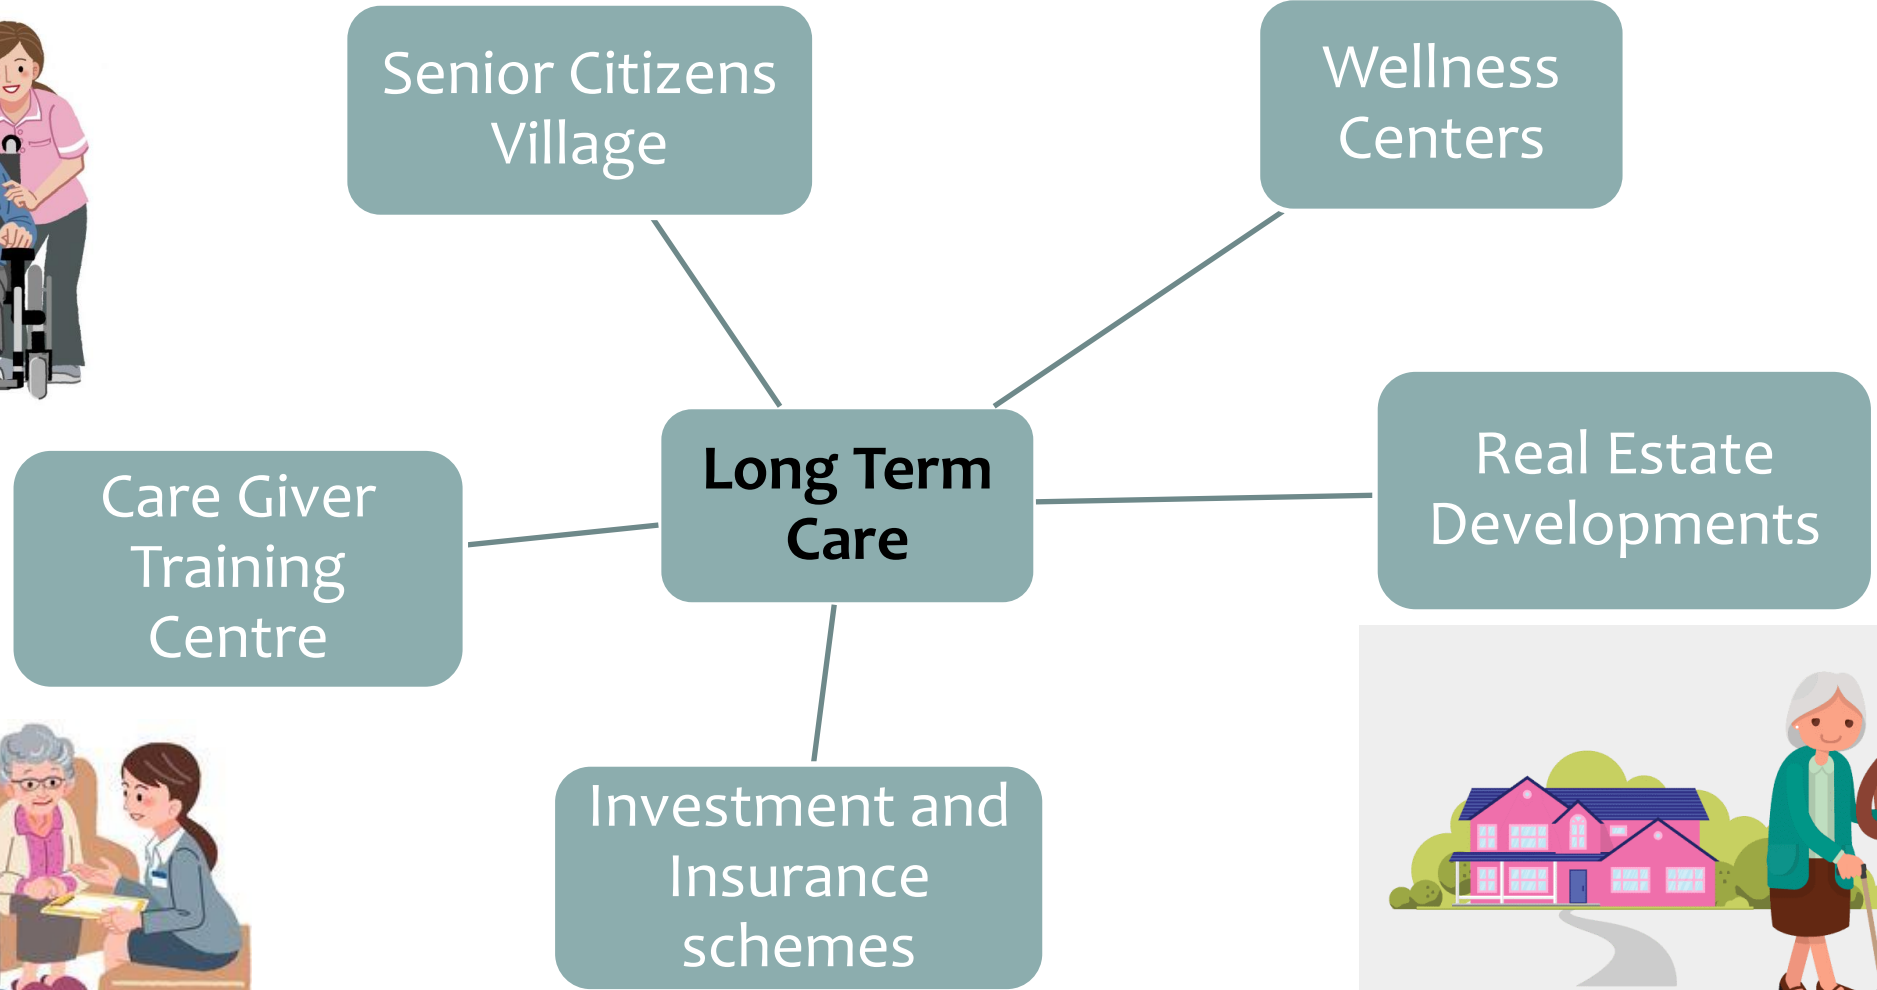 Senior Citizens
Village
Wellness
Centers
Long Term
Care
Real Estate
Developments
Care Giver
Training
Centre
Investment and
Insurance
schemes